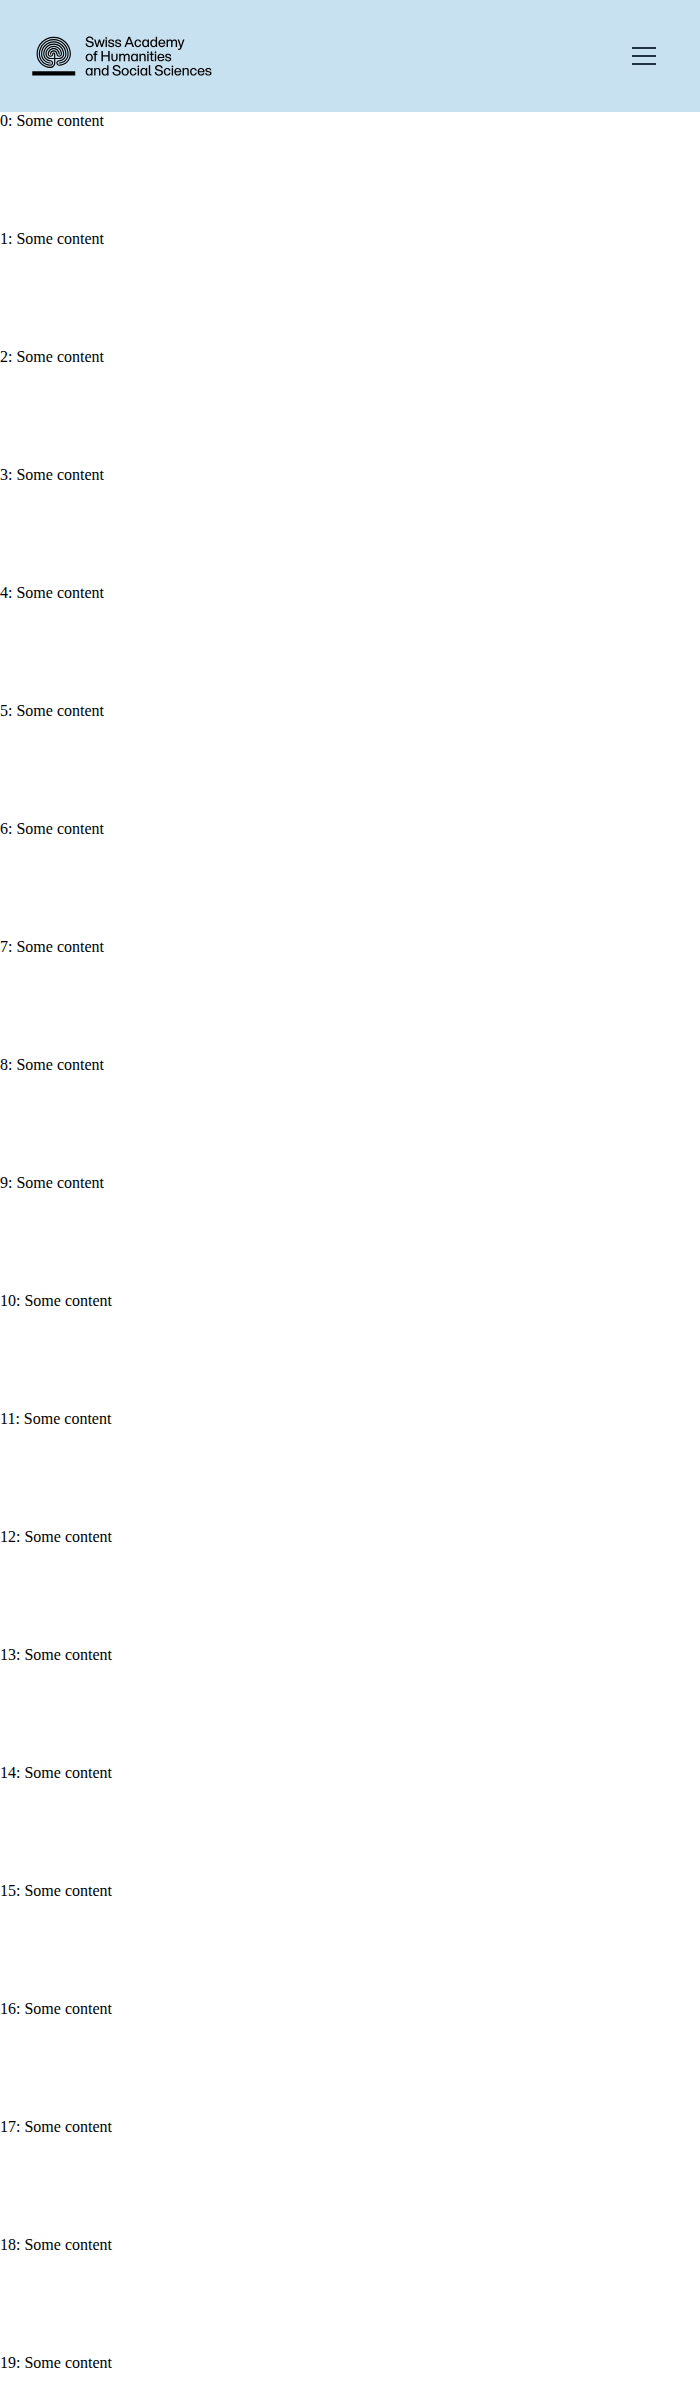 Swiss Academy
of Humanities
and Social Sciences
0: Some content
1: Some content
2: Some content
3: Some content
4: Some content
5: Some content
6: Some content
7: Some content
8: Some content
9: Some content
10: Some content
11: Some content
12: Some content
13: Some content
14: Some content
15: Some content
16: Some content
17: Some content
18: Some content
19: Some content